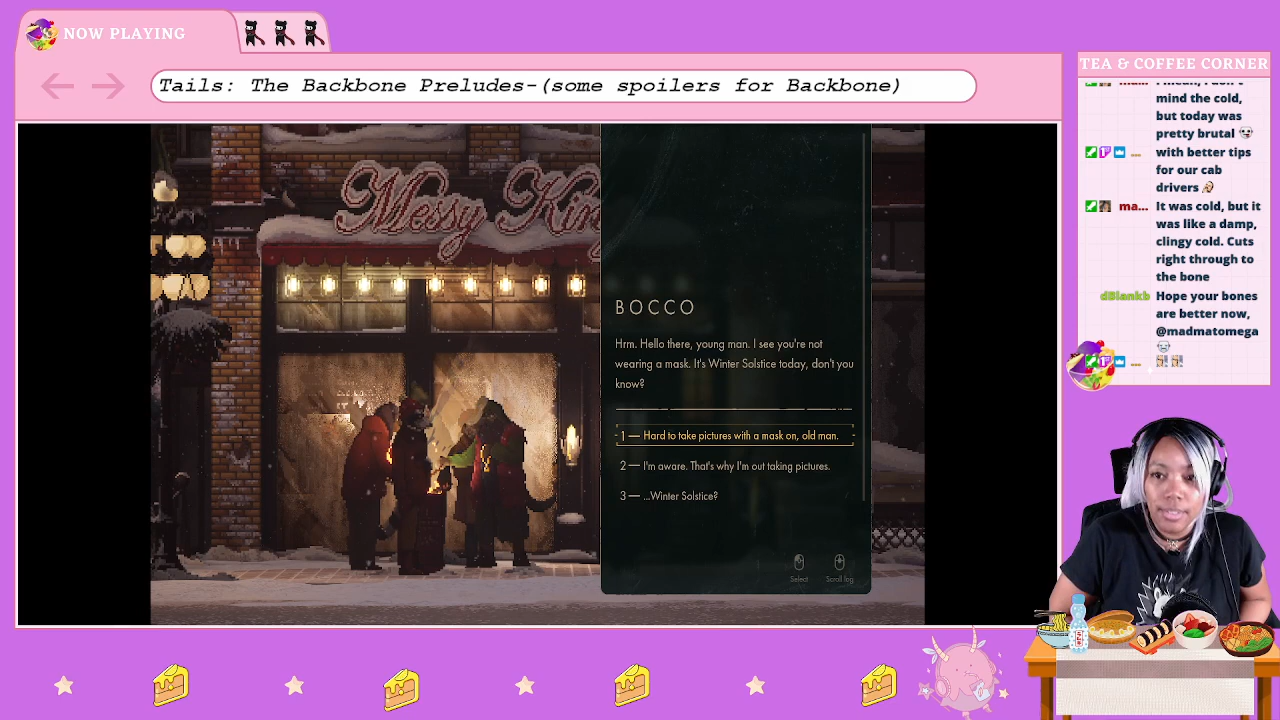 NOW PLAYING
Tails: The Backbone Preludes-(some spoilers for Backbone)
TEA & COFFEE CORNER
mind the cold,
but today was
pretty brutal
with better tips
for our cab
drivers
ma... It was cold, but it
was like a damp,
clingy cold. Cuts
right through to
the bone
dBlankb Hope your bones
are better now,
@madmatomega
BOCCO
Hrm. Hello there, young man. I see you're not
wearing a mask. It's Winter Solstice today, don't you
know?
1 — Hard to take pictures with a mask on, old man.
2 — I'm aware. That's why I'm out taking pictures.
3 — ...Winter Solstice?
Select
Scroll log